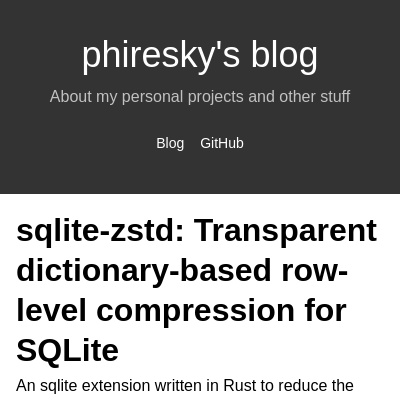 phiresky's blog
About my personal projects and other stuff
Blog GitHub
sqlite-zstd: Transparent
dictionary-based row-
level compression for
SQLite
An sqlite extension written in Rust to reduce the